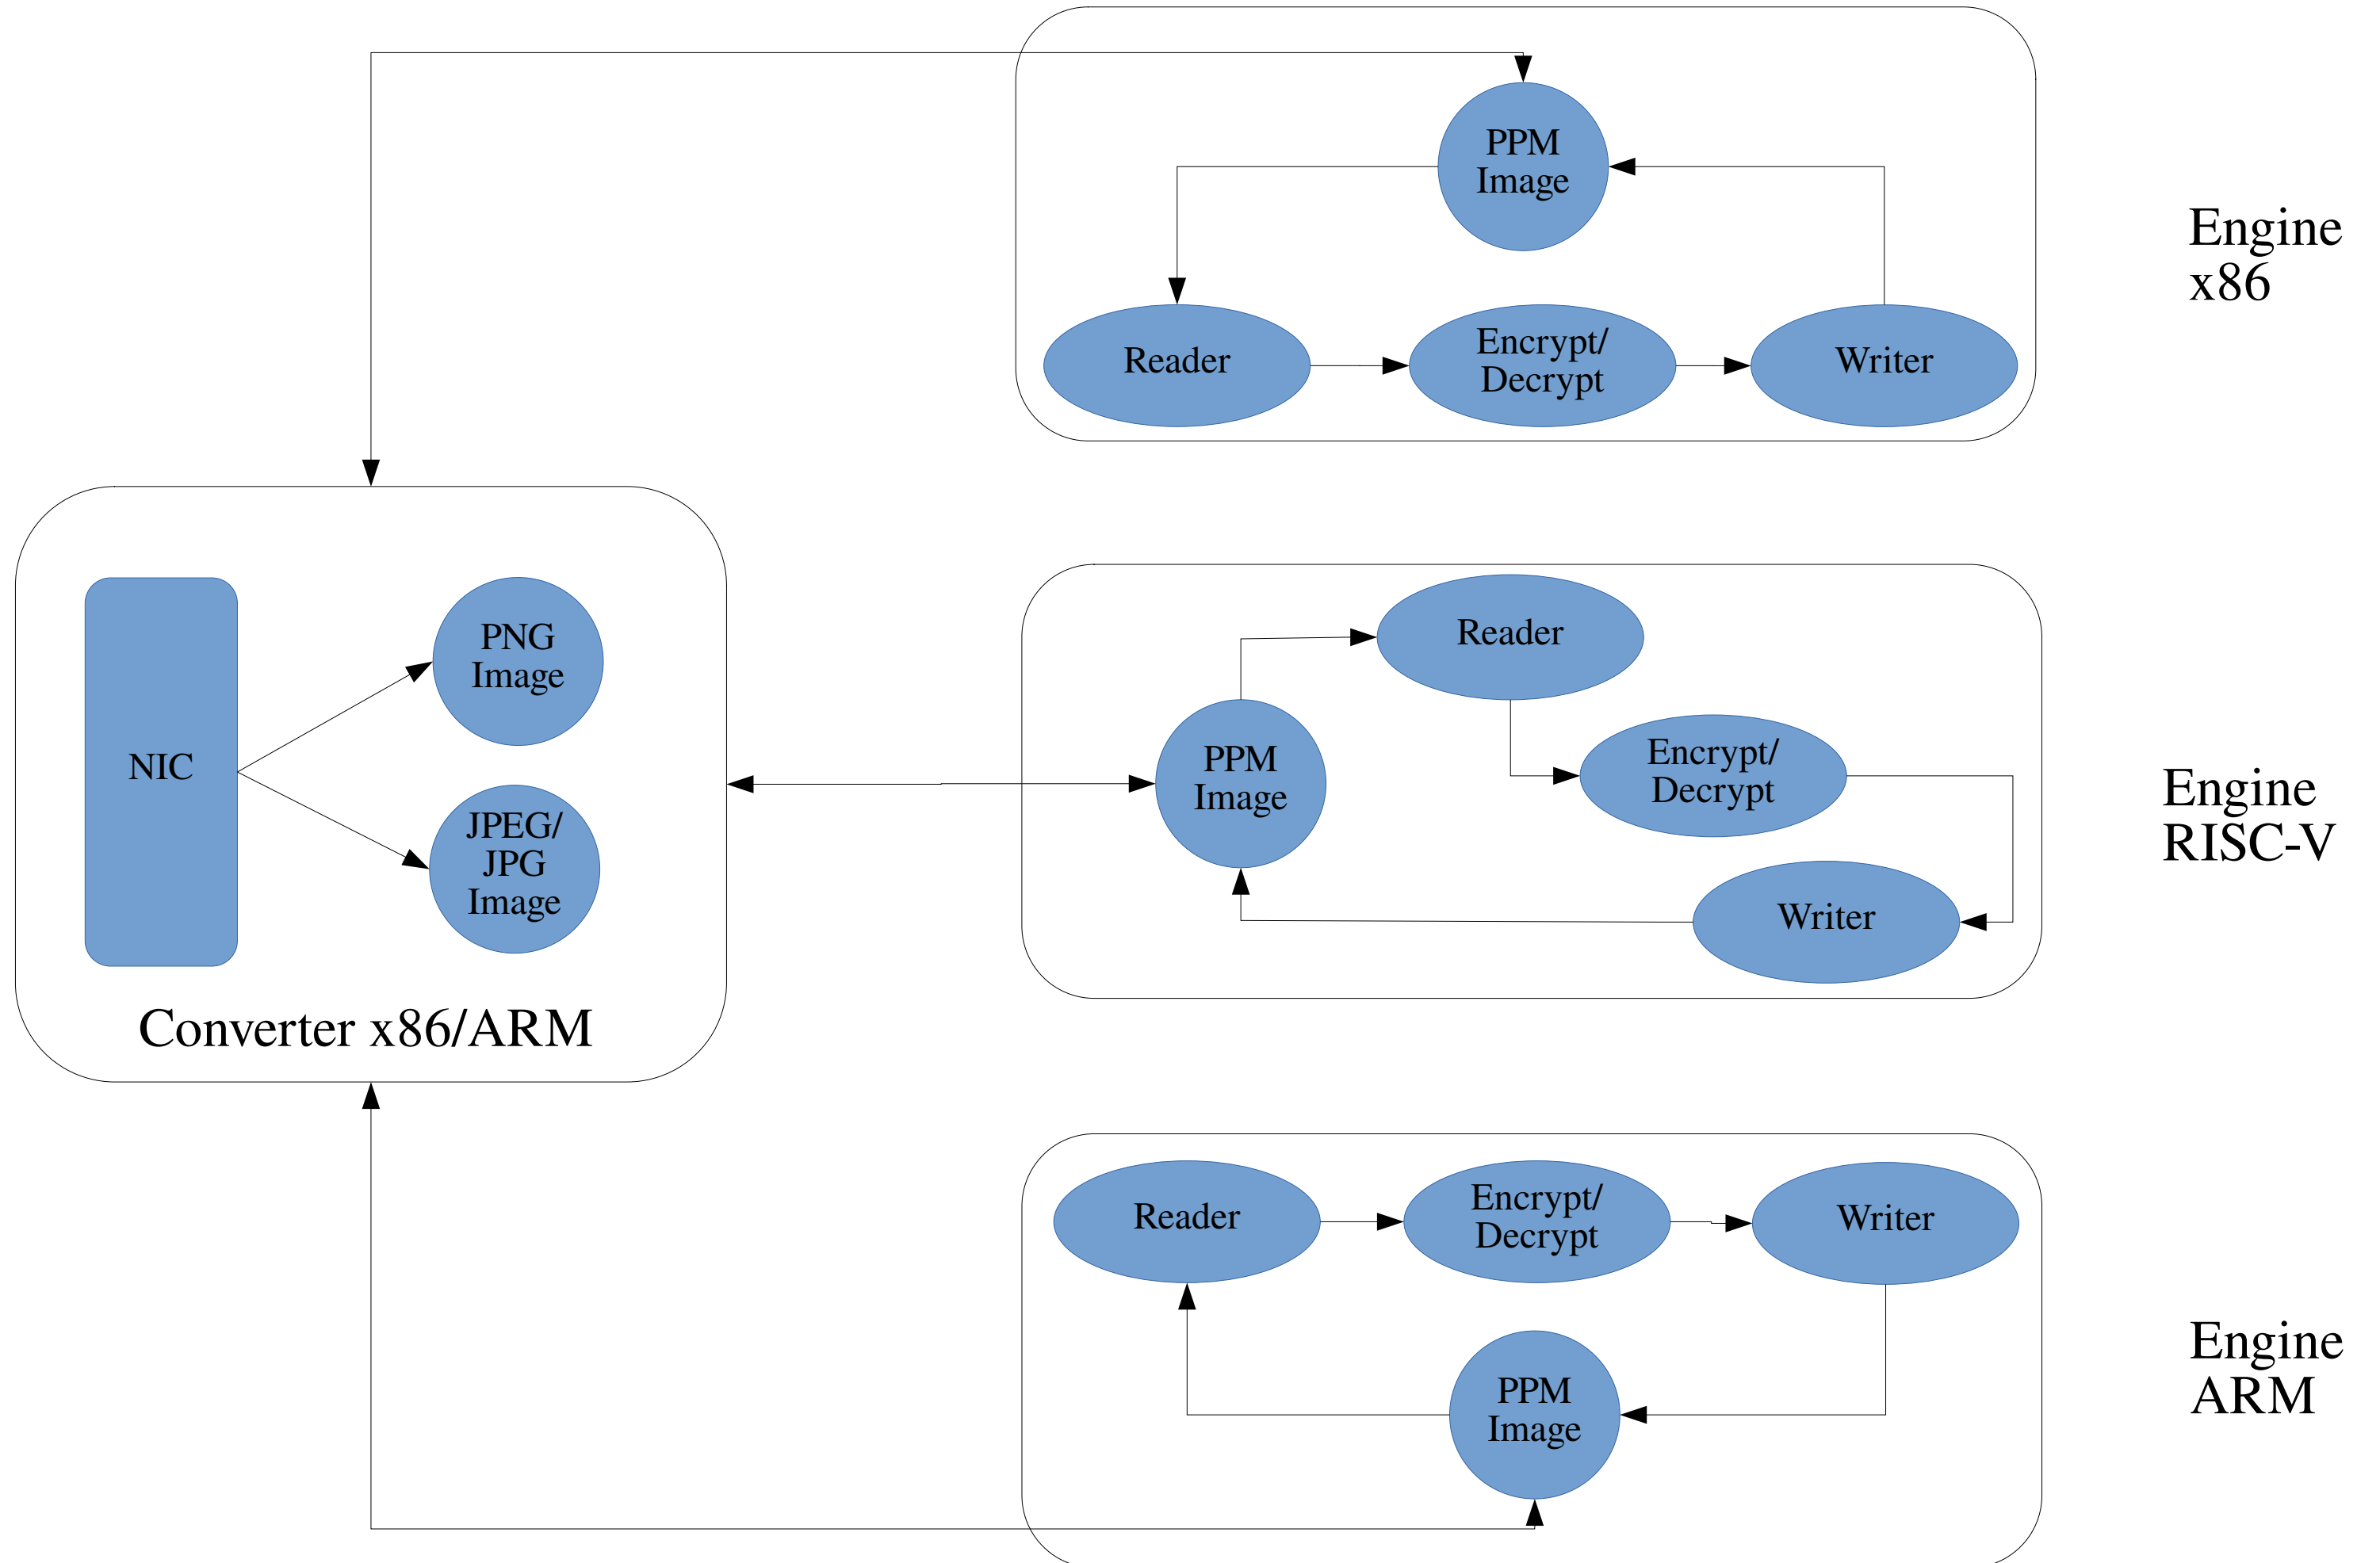 PPM
Image
Reader
Encrypt/
Decrypt
Writer
Engine
x86
NIC
PNG
Image
JPEG/
JPG
Image
Converter x86/ARM
Reader
PPM
Image
Encrypt/
Decrypt
Writer
Engine
RISC-V
Reader
Encrypt/
Decrypt
Writer
PPM
Image
Engine
ARM